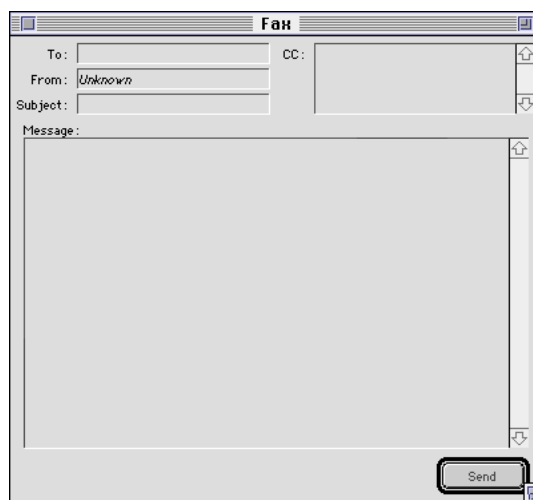 Fax
To:
CC:
From: Unknown
Subject:
Message:
Send